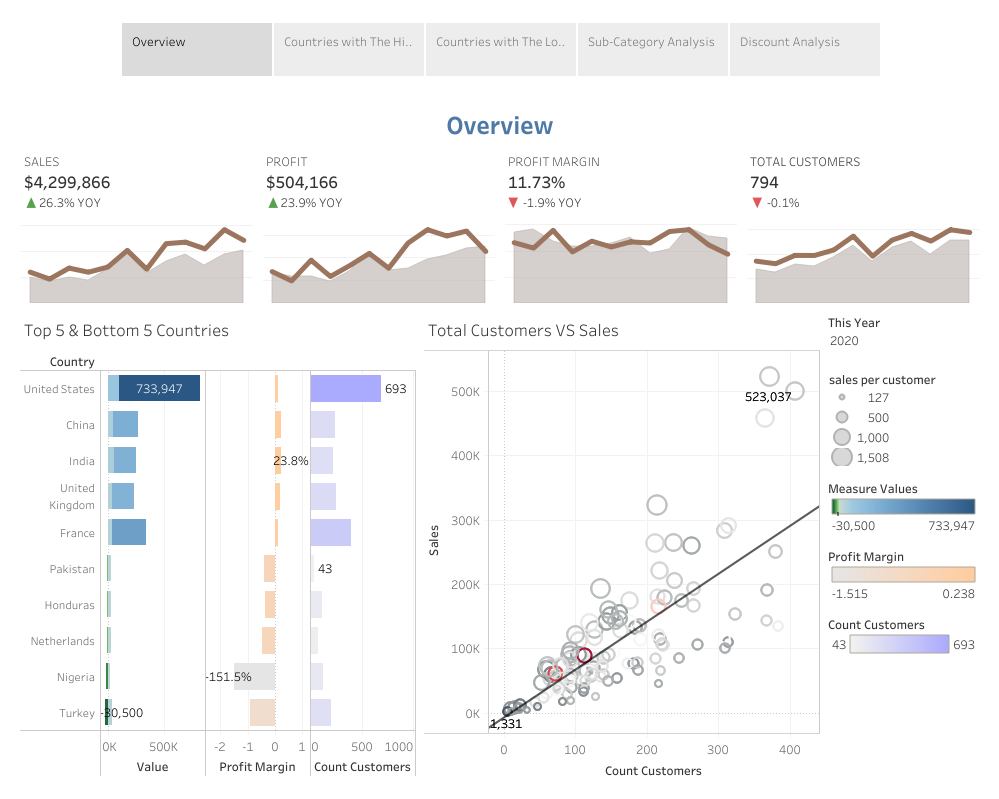 Overview
Countries with The Hi..
Countries with The Lo..
Sub-Category Analysis
Discount Analysis
Overview
SALES
$4,299,866
▲ 26.3% YOY
PROFIT
$504,166
▲ 23.9% YOY
PROFIT MARGIN
11.73%
▼ -1.9% YOY
TOTAL CUSTOMERS
794
▼ -0.1%
Top 5 & Bottom 5 Countries
Country
United States
733,947
693
China
India
23.8%
United
Kingdom
France
Pakistan
43
Honduras
Netherlands
Nigeria
-151.5%
Turkey
-30,500
0K 500K
Value
-2 -1 0 1
Profit Margin
0 500 1000
Count Customers
Total Customers VS Sales
500K
400K
300K
200K
100K
0K
Sales
523,037
1,331
0 100 200 300 400
Count Customers
This Year
2020
sales per customer
127
500
1,000
1,508
Measure Values
-30,500 733,947
Profit Margin
-1.515 0.238
Count Customers
43 693